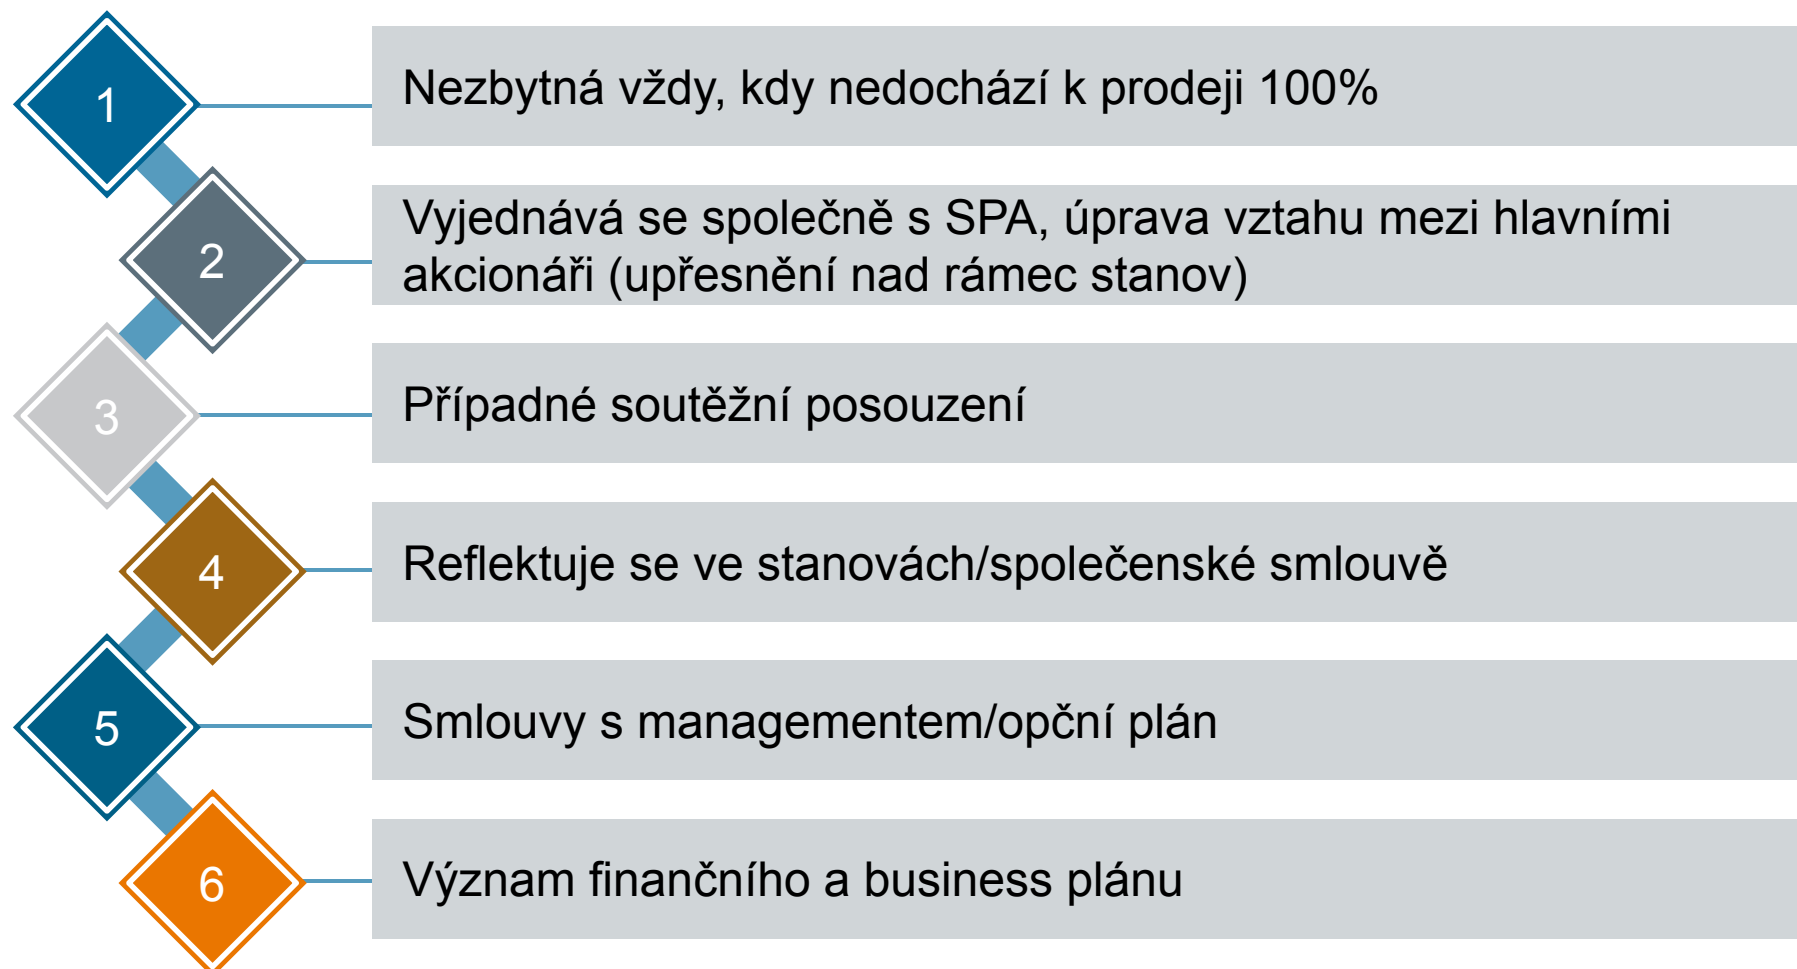 1
Nezbytná vždy, kdy nedochází k prodeji 100%
2
Vyjednává se společně s SPA, úprava vztahu mezi hlavními
akcionáři (upřesnění nad rámec stanov)
3
Případné soutěžní posouzení
4
Reflektuje se ve stanovách/společenské smlouvě
5
Smlouvy s managementem/opční plán
6
Význam finančního a business plánu